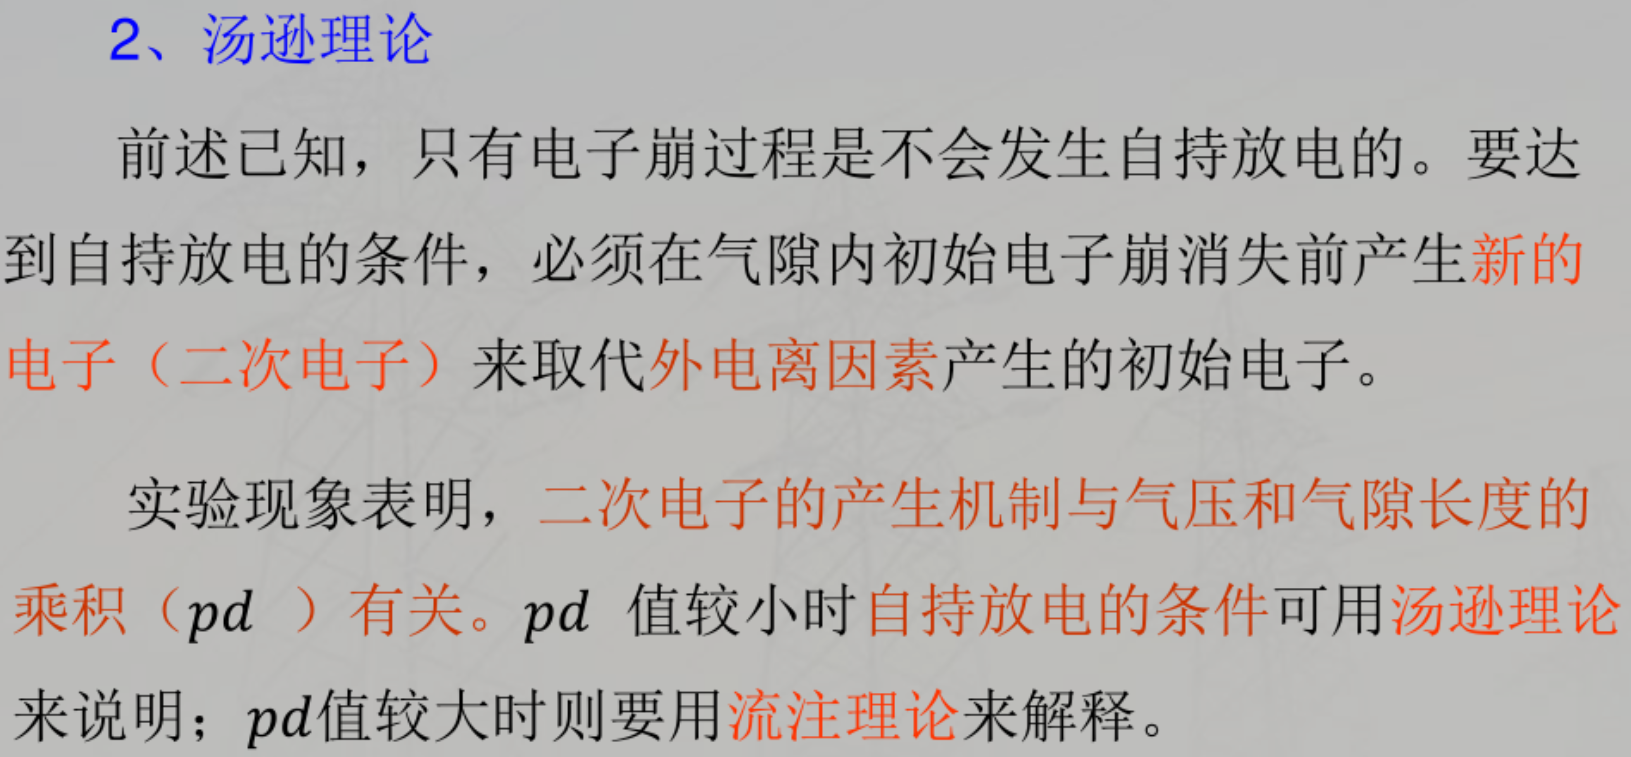 2、汤逊理论
前述已知，只有电子崩过程是不会发生自持放电的。要达
到自持放电的条件，必须在气隙内初始电子崩消失前产生新的
电子（二次电子）来取代外电离因素产生的初始电子。
实验现象表明，二次电子的产生机制与气压和气隙长度的
乘积（pd ）有关。pd 值较小时自持放电的条件可用汤逊理论
来说明；pd值较大时则要用流注理论来解释。